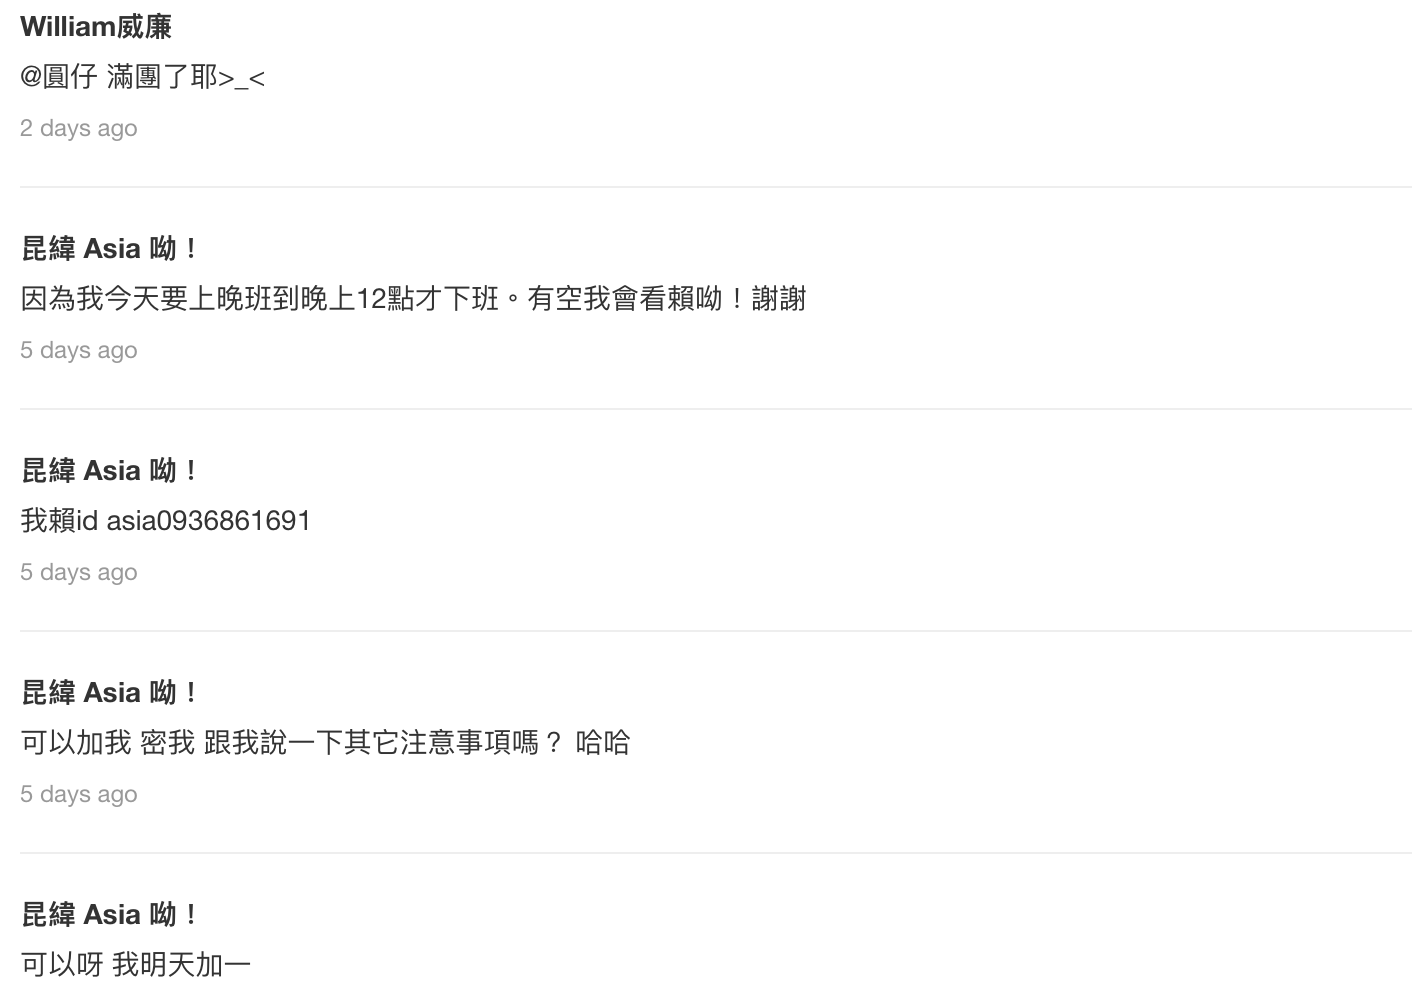 William威廉
@圓仔 滿團了耶>_<
2 days ago
昆緯 Asia 呦！
因為我今天要上晚班到晚上12點才下班。有空我會看賴呦！謝謝
5 days ago
昆緯 Asia 呦！
我賴id asia0936861691
5 days ago
昆緯 Asia 呦！
可以加我 密我 跟我說一下其它注意事項嗎？ 哈哈
5 days ago
昆緯 Asia 呦！
可以呀 我明天加一